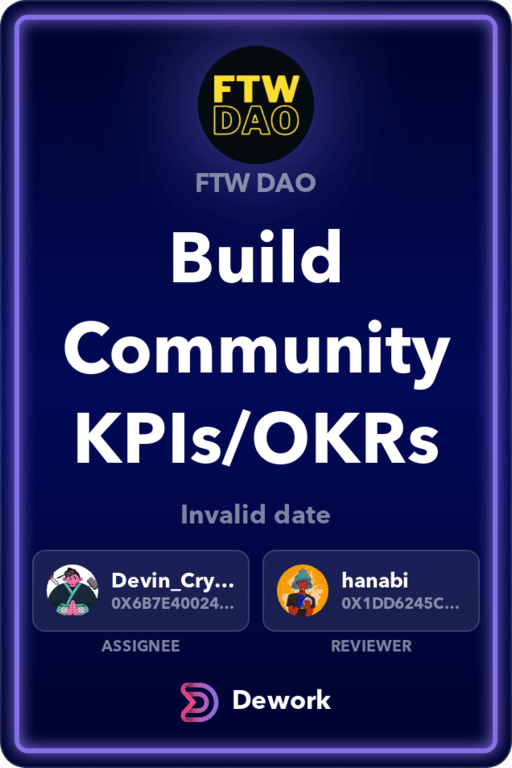 FTW
DAO
FTW DAO
Build
Community
KPIs/OKRs
Invalid date
Devin_Cry...
0X6B7E40024...
ASSIGNEE
hanabi
0X1DD6245C...
REVIEWER
Dework